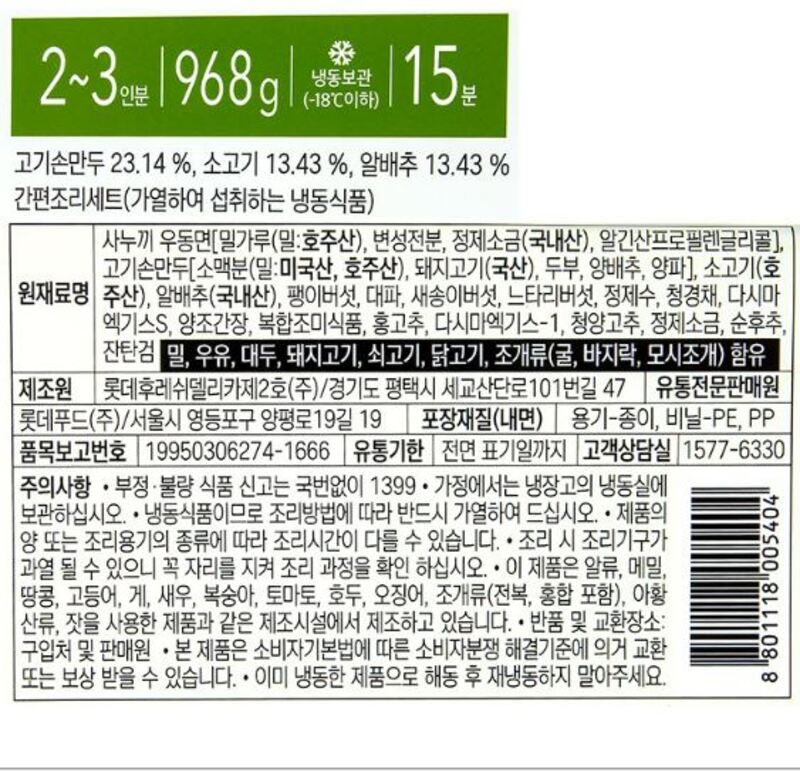 2~3인분 968g 냉동보관 (-18℃이하) 15분
고기손만두 23.14 %, 소고기 13.43 %, 알배추 13.43 %
간편조리세트(가열하여 섭취하는 냉동식품)
원재료명
사누끼 우동면[밀가루(밀:호주산), 변성전분, 정제소금(국내산), 알긴산프로필렌글리콜],
고기손만두[소맥분(밀:미국산, 호주산), 돼지고기(국산), 두부, 양배추, 양파], 소고기(호
주산), 알배추(국내산), 팽이버섯, 대파, 새송이버섯, 느타리버섯, 정제수, 청경채, 다시마
엑기스S, 양조간장, 복합조미식품, 홍고추, 다시마엑기스-1, 청양고추, 정제소금, 순후추,
잔탄검 밀, 우유, 대두, 돼지고기, 쇠고기, 닭고기, 조개류(굴, 바지락, 모시조개) 함유
제조원 롯데후레쉬델리카제2호(주)/경기도 평택시 세교산단로101번길 47 유통전문판매원
롯데푸드(주)/서울시 영등포구 양평로19길 19 포장재질(내면) 용기-종이, 비닐-PE, PP
품목보고번호 19950306274-1666 유통기한 전면 표기일까지 고객상담실 1577-6330
주의사항 • 부정·불량 식품 신고는 국번없이 1399 • 가정에서는 냉장고의 냉동실에
보관하십시오. • 냉동식품이므로 조리방법에 따라 반드시 가열하여 드십시오. • 제품의
양 또는 조리용기의 종류에 따라 조리시간이 다를 수 있습니다. • 조리 시 조리기구가
과열 될 수 있으니 꼭 자리를 지켜 조리 과정을 확인 하십시오. • 이 제품은 알류, 메밀,
땅콩, 고등어, 게, 새우, 복숭아, 토마토, 호두, 오징어, 조개류(전복, 홍합 포함), 아황
산류, 잣을 사용한 제품과 같은 제조시설에서 제조하고 있습니다. • 반품 및 교환장소:
구입처 및 판매원 • 본 제품은 소비자기본법에 따른 소비자분쟁 해결기준에 의거 교환
또는 보상 받을 수 있습니다. • 이미 냉동한 제품으로 해동 후 재냉동하지 말아주세요.
8 801118 005404